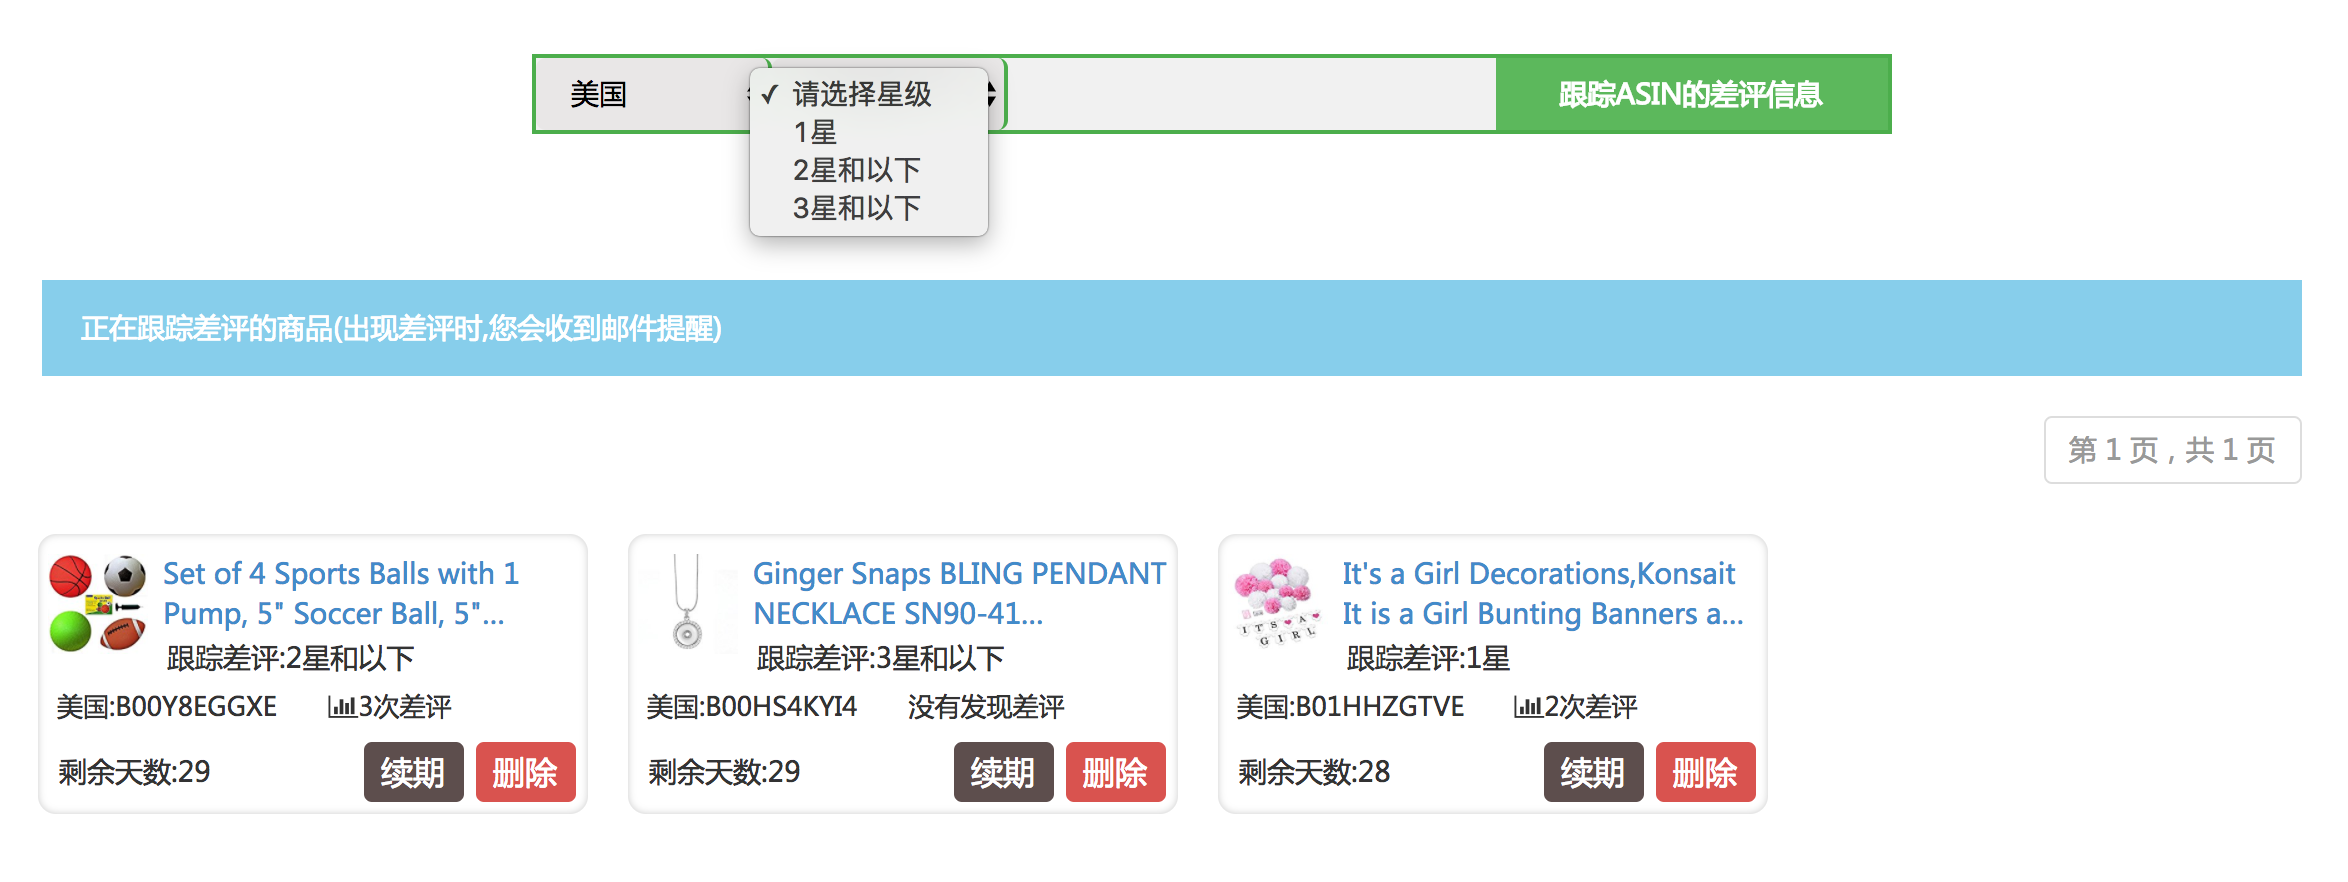 美国
✓ 请选择星级
1星
2星和以下
3星和以下
跟踪ASIN的差评信息
正在跟踪差评的商品(出现差评时,您会收到邮件提醒)
第 1 页 , 共 1 页
Set of 4 Sports Balls with 1
Pump, 5" Soccer Ball, 5"...
跟踪差评:2星和以下
美国:B00Y8EGGXE 3次差评
剩余天数:29 续期 删除
Ginger Snaps BLING PENDANT
NECKLACE SN90-41...
跟踪差评:3星和以下
美国:B00HS4KYI4 没有发现差评
剩余天数:29 续期 删除
IT'S A
GIRL
It's a Girl Decorations,Konsait
It is a Girl Bunting Banners a...
跟踪差评:1星
美国:B01HHZGTVE 2次差评
剩余天数:28 续期 删除